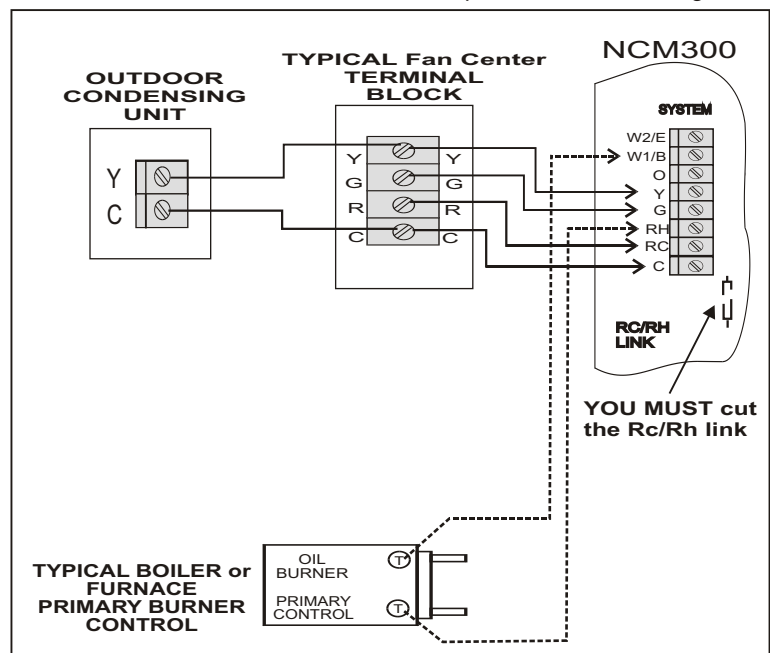 NCM300
TYPICAL Fan Center
TERMINAL
BLOCK
OUTDOOR
CONDENSING
UNIT
SYSTEM
W2/E
W1/B
O
Y
G
RH
RC
C
Y
C
Y
G
R
C
Y
G
R
C
RC/RH
LINK
YOU MUST cut
the Rc/Rh link
OIL
BURNER
T
PRIMARY
CONTROL
T
TYPICAL BOILER or
FURNACE
PRIMARY BURNER
CONTROL